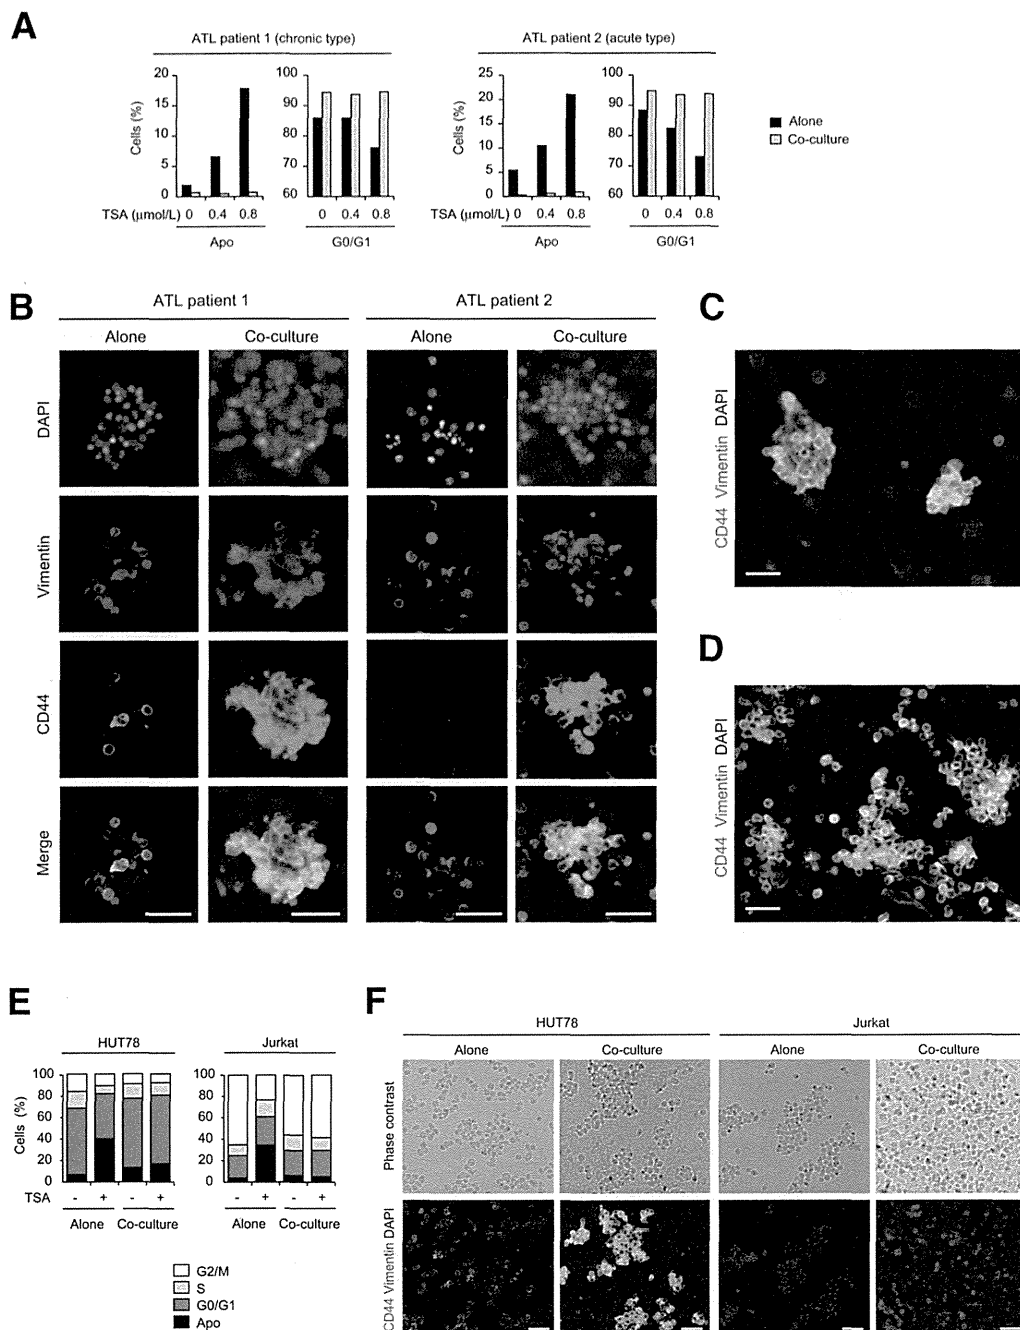 A
ATL patient 1 (chronic type)
ATL patient 2 (acute type)
20
15
10
5
0
100
90
80
70
60
25
20
15
10
5
0
100
90
80
70
60
Cells (%)
Cells (%)
Alone
Co-culture
TSA (μmol/L) 0 0.4 0.8 0 0.4 0.8
TSA (μmol/L) 0 0.4 0.8 0 0.4 0.8
Apo G0/G1
Apo G0/G1
B
ATL patient 1 ATL patient 2
Alone Co-culture Alone Co-culture
DAPI
Vimentin
CD44
Merge
C
CD44 Vimentin DAPI
D
CD44 Vimentin DAPI
E
HUT78 Jurkat
100
80
60
40
20
0
100
80
60
40
20
0
Cells (%)
TSA - + - + - + - +
Alone Co-culture Alone Co-culture
G2/M
S
G0/G1
Apo
F
HUT78 Jurkat
Alone Co-culture Alone Co-culture
Phase contrast
CD44 Vimentin DAPI